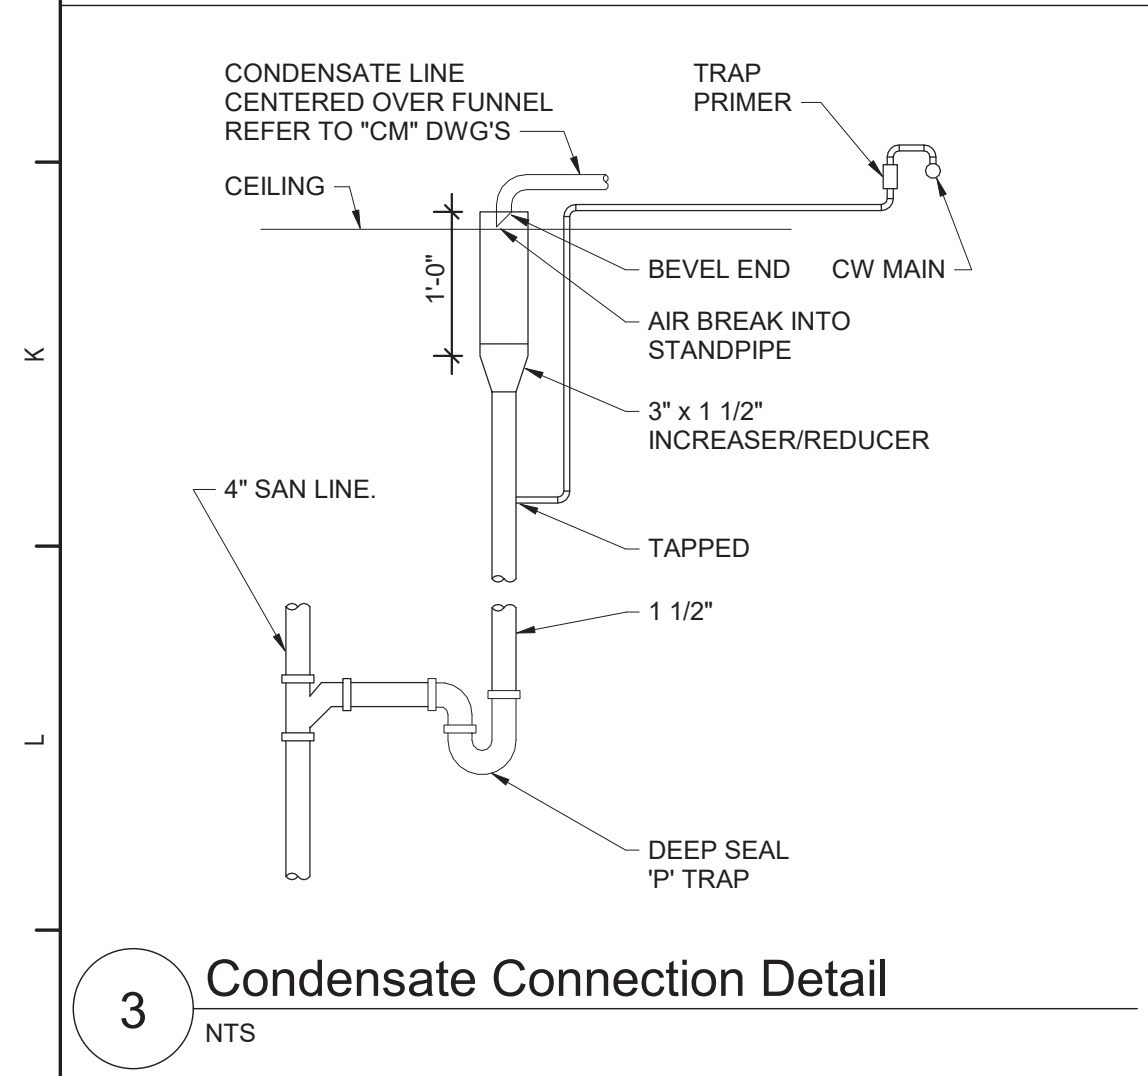 CONDENSATE LINE
CENTERED OVER FUNNEL
REFER TO "CM" DWG'S
TRAP
PRIMER
CEILING
1'-0"
BEVEL END
CW MAIN
AIR BREAK INTO
STANDPIPE
K
3" x 1 1/2"
INCREASER/REDUCER
4" SAN LINE.
TAPPED
1 1/2"
L
DEEP SEAL
'P' TRAP
3
Condensate Connection Detail
NTS